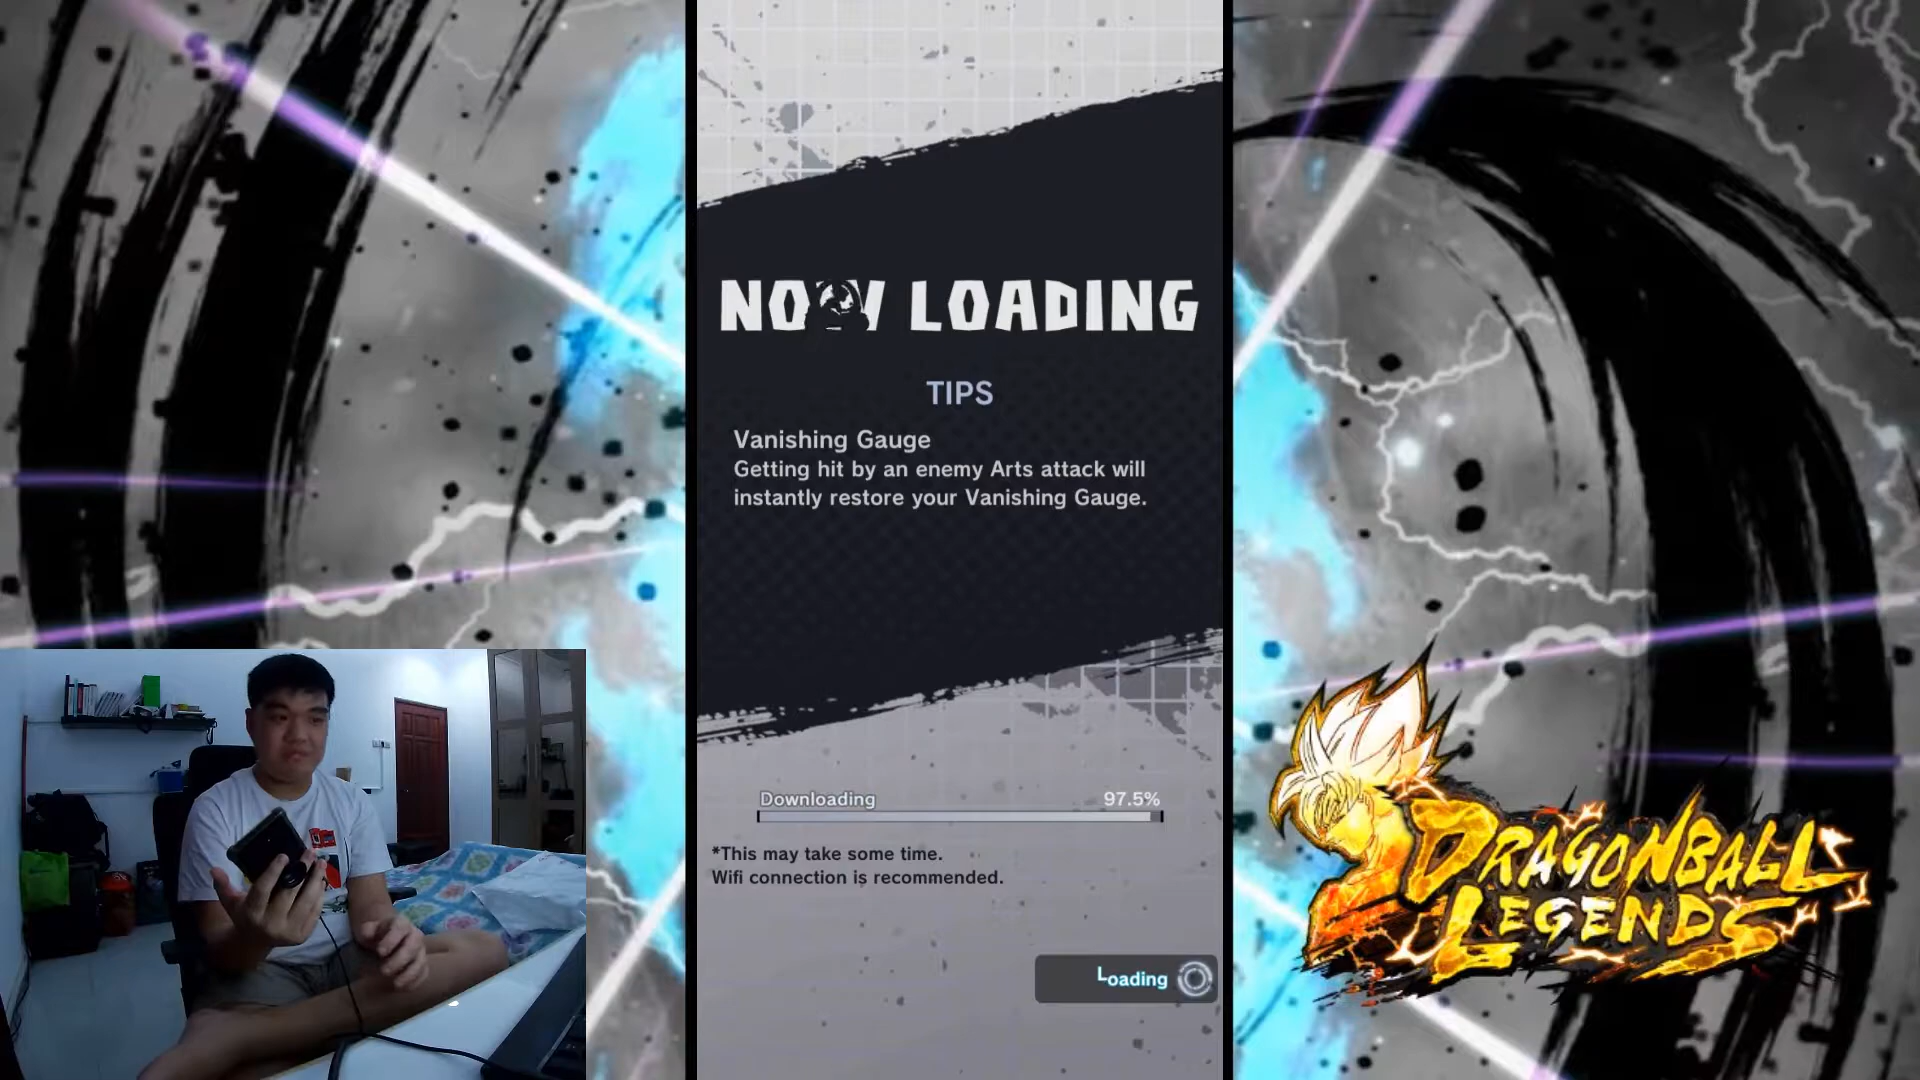 NOW LOADING
TIPS
Vanishing Gauge
Getting hit by an enemy Arts attack will
instantly restore your Vanishing Gauge.
Downloading 97.5%
*This may take some time.
Wifi connection is recommended.
Loading
DRAGONBALL
LEGENDS